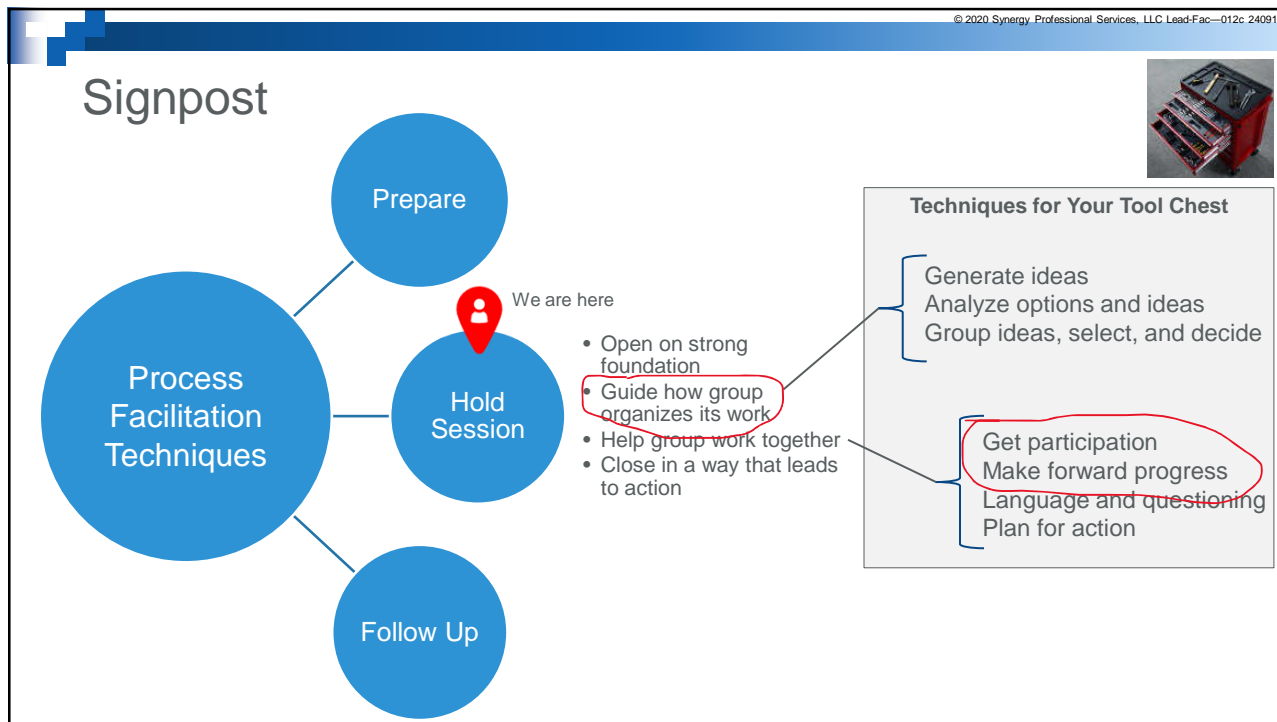 © 2020 Synergy Professional Services, LLC Lead-Fac—012c 24091
Signpost
Prepare
We are here
Process
Facilitation
Techniques
Hold
Session
Follow Up
• Open on strong
foundation
• Guide how group
organizes its work
• Help group work together
• Close in a way that leads
to action
Techniques for Your Tool Chest
Generate ideas
Analyze options and ideas
Group ideas, select, and decide
Get participation
Make forward progress
Language and questioning
Plan for action